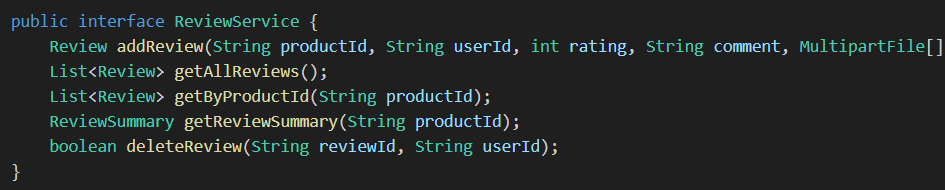 public interface ReviewService {
    Review addReview(String productId, String userId, int rating, String comment, MultipartFile[]
    List<Review> getAllReviews();
    List<Review> getByProductId(String productId);
    ReviewSummary getReviewSummary(String productId);
    boolean deleteReview(String reviewId, String userId);
}